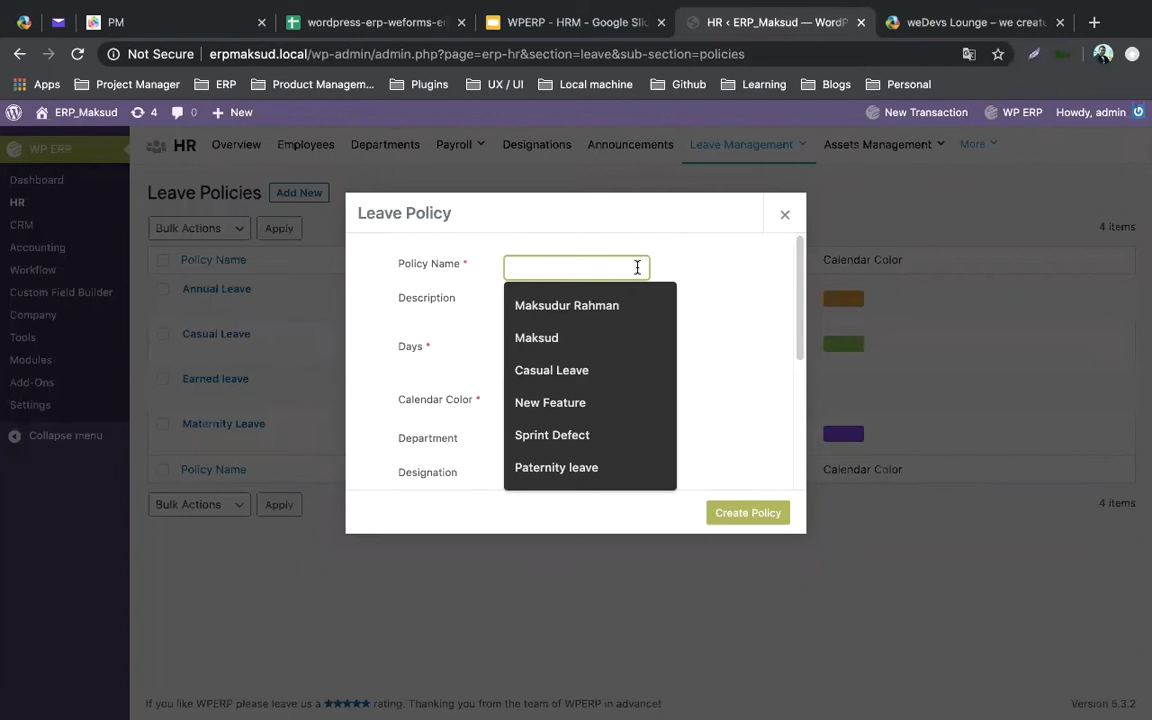 PM
wordpress-erp-weforms-er
WPERP - HRM - Google Slid
HR ‹ ERP_Maksud — WordP
weDevs Lounge – we creatu
Not Secure
erpmaksud.local/wp-admin/admin.php?page=erp-hr&section=leave&sub-section=policies
Apps
Project Manager
ERP
Product Managem...
Plugins
UX / UI
Local machine
Github
Learning
Blogs
Personal
ERP_Maksud
4
0
New
New Transaction
WP ERP
Howdy, admin
WP ERP
HR
Overview
Employees
Departments
Payroll
Designations
Announcements
Leave Management
Assets Management
More
Dashboard
HR
CRM
Accounting
Workflow
Custom Field Builder
Company
Tools
Modules
Add-Ons
Settings
Collapse menu
Leave Policies
Add New
Bulk Actions
Apply
4 items
Policy Name
Calendar Color
Annual Leave
Casual Leave
Earned leave
Maternity Leave
Policy Name
Calendar Color
Bulk Actions
Apply
4 items
Leave Policy
Policy Name *
Description
Days *
Calendar Color *
Department
Designation
Maksudur Rahman
Maksud
Casual Leave
New Feature
Sprint Defect
Paternity leave
Create Policy
If you like WPERP please leave us a ★★★★★ rating. Thanking you from the team of WPERP in advance!
Version 5.3.2